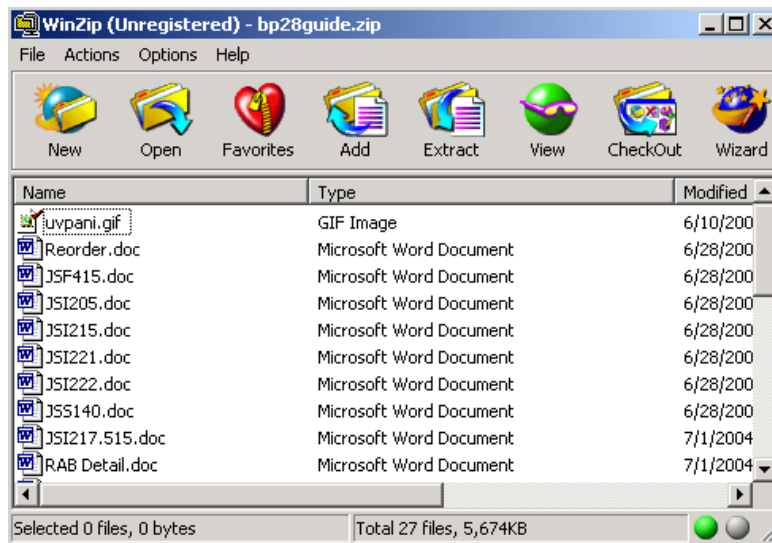 WinZip (Unregistered) - bp28guide.zip
File Actions Options Help
New Open Favorites Add Extract View CheckOut Wizard
Name Type Modified
uvpani.gif GIF Image 6/10/200
Reorder.doc Microsoft Word Document 6/28/200
JSF415.doc Microsoft Word Document 6/28/200
JSI205.doc Microsoft Word Document 6/28/200
JSI215.doc Microsoft Word Document 6/28/200
JSI221.doc Microsoft Word Document 6/28/200
JSI222.doc Microsoft Word Document 6/28/200
JSS140.doc Microsoft Word Document 6/28/200
JSI217.515.doc Microsoft Word Document 7/1/2004
RAB Detail.doc Microsoft Word Document 7/1/2004
Selected 0 files, 0 bytes Total 27 files, 5,674KB